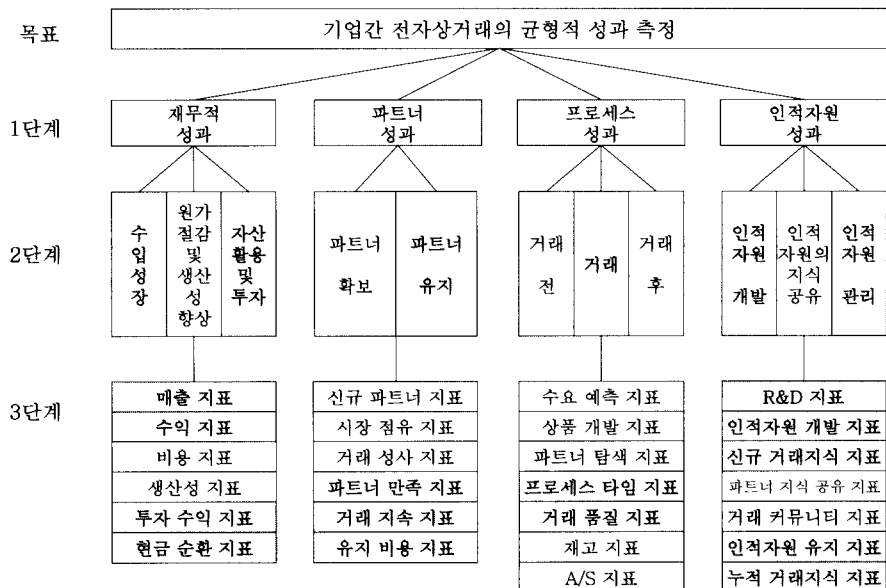 목표
기업간 전자상거래의 균형적 성과 측정
1단계
재무적
성과
파트너
성과
프로세스
성과
인적자원
성과
2단계
수
입
성
장
원가
절감
및
생산
성
향상
자산
활용
및
투자
파트너
확보
파트너
유지
거래
전
거래
거래
후
인적
자원
개발
인적
자원의
지식
공유
인적
자원
관리
3단계
매출 지표
수익 지표
비용 지표
생산성 지표
투자 수익 지표
현금 순환 지표
신규 파트너 지표
시장 점유 지표
거래 성사 지표
파트너 만족 지표
거래 지속 지표
유지 비용 지표
수요 예측 지표
상품 개발 지표
파트너 탐색 지표
프로세스 타임 지표
거래 품질 지표
재고 지표
A/S 지표
R&D 지표
인적자원 개발 지표
신규 거래지식 지표
파트너 지식 공유 지표
거래 커뮤니티 지표
인적자원 유지 지표
누적 거래지식 지표